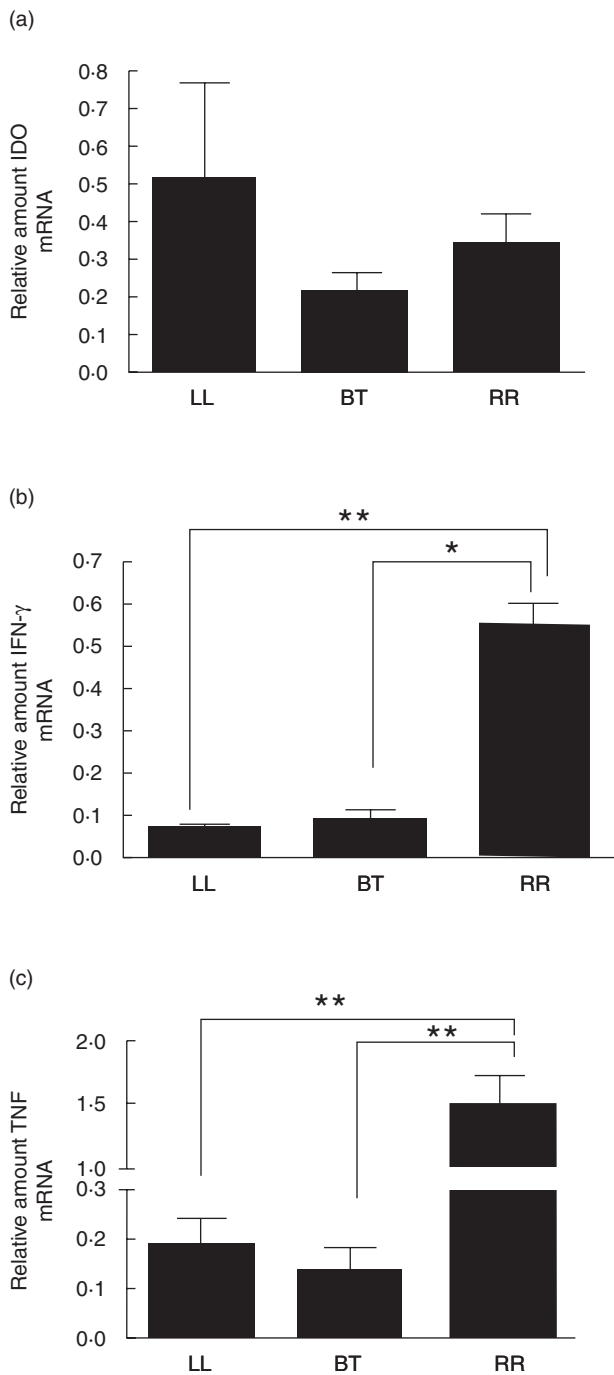 (a)
Relative amount IDO
mRNA
0·8
0·7
0·6
0·5
0·4
0·3
0·2
0·1
0·0
LL BT RR
(b)
**
*
Relative amount IFN-γ
mRNA
0·7
0·6
0·5
0·4
0·3
0·2
0·1
0·0
LL BT RR
(c)
**
**
Relative amount TNF
mRNA
2·0
1·5
1·0
0·3
0·2
0·1
0·0
LL BT RR